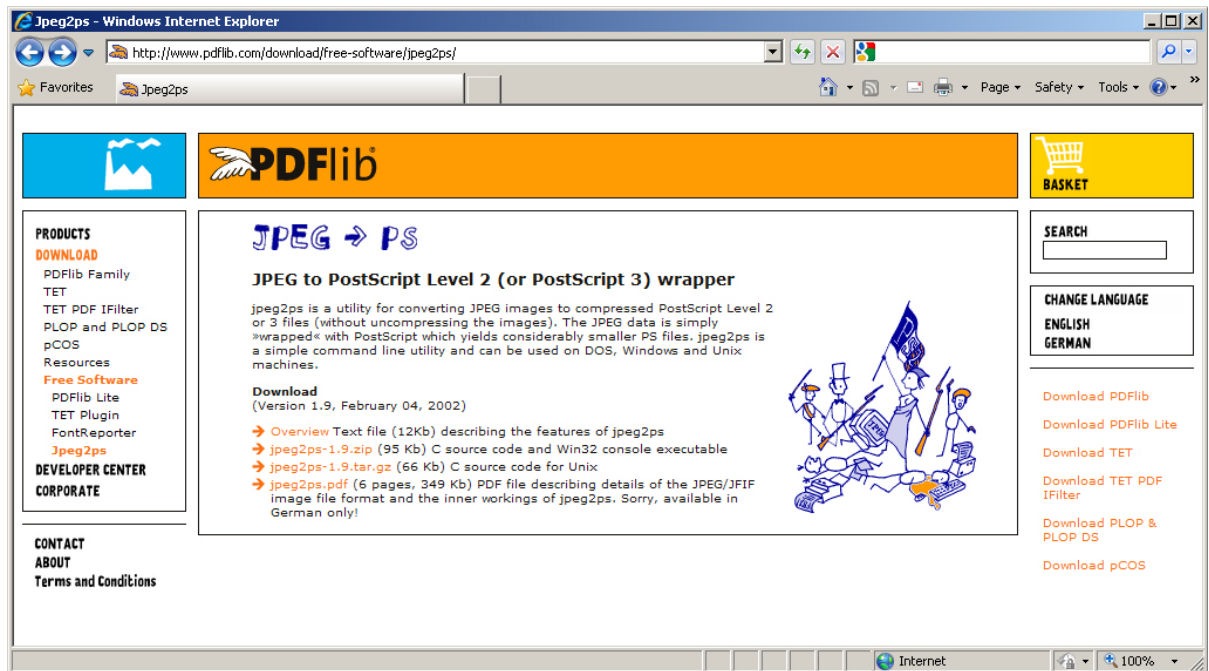 Jpeg2ps - Windows Internet Explorer
http://www.pdflib.com/download/free-software/jpeg2ps/
Favorites
Jpeg2ps
Page
Safety
Tools
PDFlib®
BASKET
PRODUCTS
DOWNLOAD
PDFlib Family
TET
TET PDF IFilter
PLOP and PLOP DS
pCOS
Resources
Free Software
PDFlib Lite
TET Plugin
FontReporter
Jpeg2ps
DEVELOPER CENTER
CORPORATE
CONTACT
ABOUT
Terms and Conditions
JPEG → PS
JPEG to PostScript Level 2 (or PostScript 3) wrapper
jpeg2ps is a utility for converting JPEG images to compressed PostScript Level 2
or 3 files (without uncompressing the images). The JPEG data is simply
»wrapped« with PostScript which yields considerably smaller PS files. jpeg2ps is
a simple command line utility and can be used on DOS, Windows and Unix
machines.
Download
(Version 1.9, February 04, 2002)
→ Overview Text file (12Kb) describing the features of jpeg2ps
→ jpeg2ps-1.9.zip (95 Kb) C source code and Win32 console executable
→ jpeg2ps-1.9.tar.gz (66 Kb) C source code for Unix
→ jpeg2ps.pdf (6 pages, 349 Kb) PDF file describing details of the JPEG/JFIF
image file format and the inner workings of jpeg2ps. Sorry, available in
German only!
PS
JPEG
SEARCH
CHANGE LANGUAGE
ENGLISH
GERMAN
Download PDFlib
Download PDFlib Lite
Download TET
Download TET PDF
IFilter
Download PLOP &
PLOP DS
Download pCOS
Internet
100%